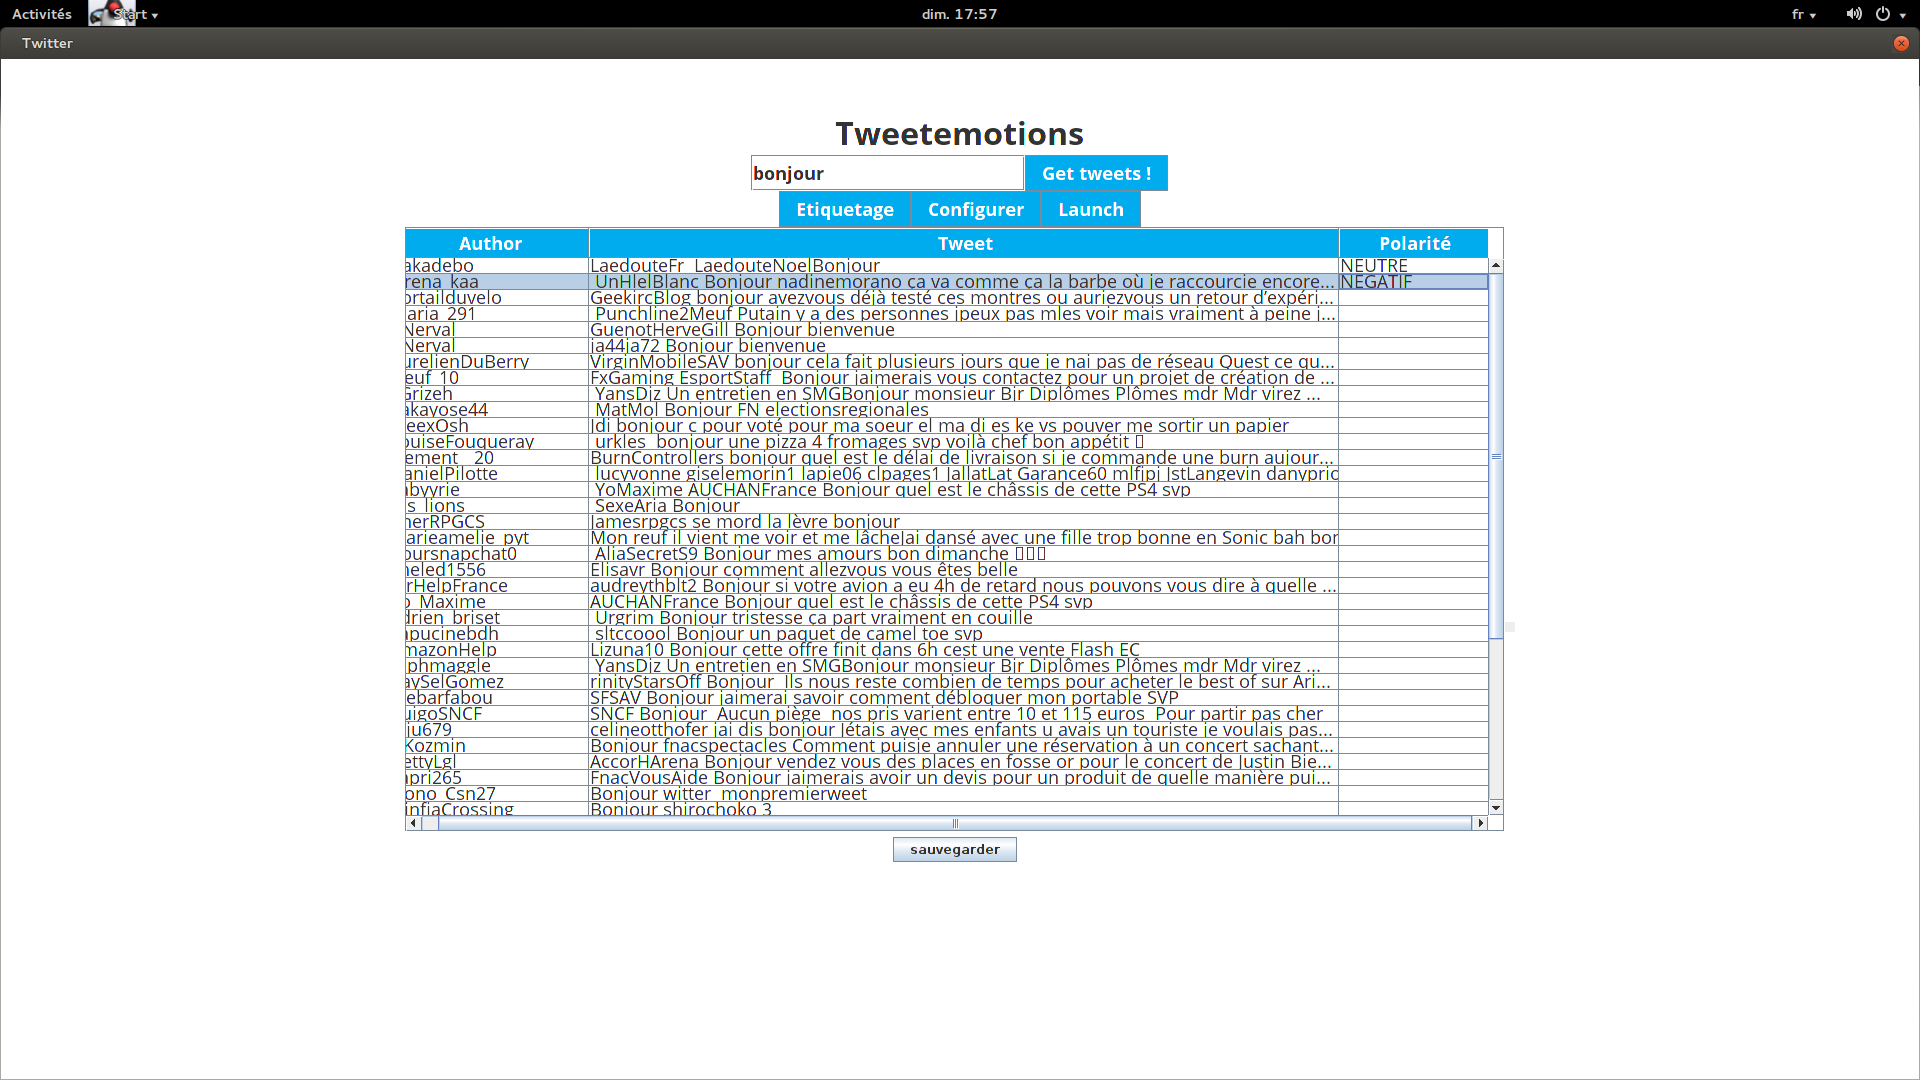 Activités Start dim. 17:57 fr
Twitter
Tweetemotions
bonjour Get tweets !
Etiquetage Configurer Launch
Author Tweet Polarité
akadebo LaedouteFr LaedouteNoelBonjour NEUTRE
rena_kaa UnHlelBlanc Bonjour nadinemorano ça va comme ça la barbe où je raccourcie encore... NEGATIF
ortailduvelo GeekircBlog bonjour avezvous déjà testé ces montres ou auriezvous un retour d'expéri...
aria_291 Punchline2Meuf Putain y a des personnes jpeux pas mles voir mais vraiment à peine j...
Nerval GuenotHerveGill Bonjour bienvenue
Nerval ja44ja72 Bonjour bienvenue
urelienDuBerry VirginMobileSAV bonjour cela fait plusieurs jours que je nai pas de réseau Quest ce qu...
euf_10 FxGaming EsportStaff Bonjour jaimerais vous contactez pour un projet de création de ...
Grizeh YansDiz Un entretien en SMGBonjour monsieur Bjr Diplômes Plômes mdr Mdr virez ...
akayose44 MatMol Bonjour FN electionsregionales
eexOsh Jdi bonjour c pour voté pour ma soeur el ma di es ke vs pouver me sortir un papier
ouiseFouqueray urkles_bonjour une pizza 4 fromages svp voilà chef bon appétit
ement__20 BurnControllers bonjour quel est le délai de livraison si je commande une burn aujour...
anielPilotte lucyvonne giselemorin1 lapie06 clpages1 JallatLat Garance60 mlfjpj JstLangevin danypric
abyyrie YoMaxime AUCHANFrance Bonjour quel est le châssis de cette PS4 svp
s_lions SexeAria Bonjour
nerRPGCS Jamesrpgcs se mord la lèvre bonjour
arieamelie_pyt Mon reuf il vient me voir et me lâcheJai dansé avec une fille trop bonne en Sonic bah bor
oursnapchat0 AliaSecretS9 Bonjour mes amours bon dimanche
neled1556 Elisavr Bonjour comment allezvous vous êtes belle
rHelpFrance audreythblt2 Bonjour si votre avion a eu 4h de retard nous pouvons vous dire à quelle ...
o_Maxime AUCHANFrance Bonjour quel est le châssis de cette PS4 svp
drien_briset Urgrim Bonjour tristesse ça part vraiment en couille
apucinebdh sltccoool Bonjour un paquet de camel toe svp
mazonHelp Lizuna10 Bonjour cette offre finit dans 6h cest une vente Flash EC
phmaggle YansDiz Un entretien en SMGBonjour monsieur Bjr Diplômes Plômes mdr Mdr virez ...
aySelGomez rinityStarsOff Bonjour Ils nous reste combien de temps pour acheter le best of sur Ari...
ebarfabou SFSAV Bonjour jaimerai savoir comment débloquer mon portable SVP
uigoSNCF SNCF Bonjour Aucun piège nos pris varient entre 10 et 115 euros Pour partir pas cher
ju679 celineotthofer jai dis bonjour Jétais avec mes enfants u avais un touriste je voulais pas...
Kozmin Bonjour fnacspectacles Comment puisje annuler une réservation à un concert sachant...
ettyLgl AccorHArena Bonjour vendez vous des places en fosse or pour le concert de Justin Bie...
apri265 FnacVousAide Bonjour jaimerais avoir un devis pour un produit de quelle manière pui...
ono_Csn27 Bonjour witter monpremierweet
infiaCrossing Bonjour shirochoko 3
sauvegarder